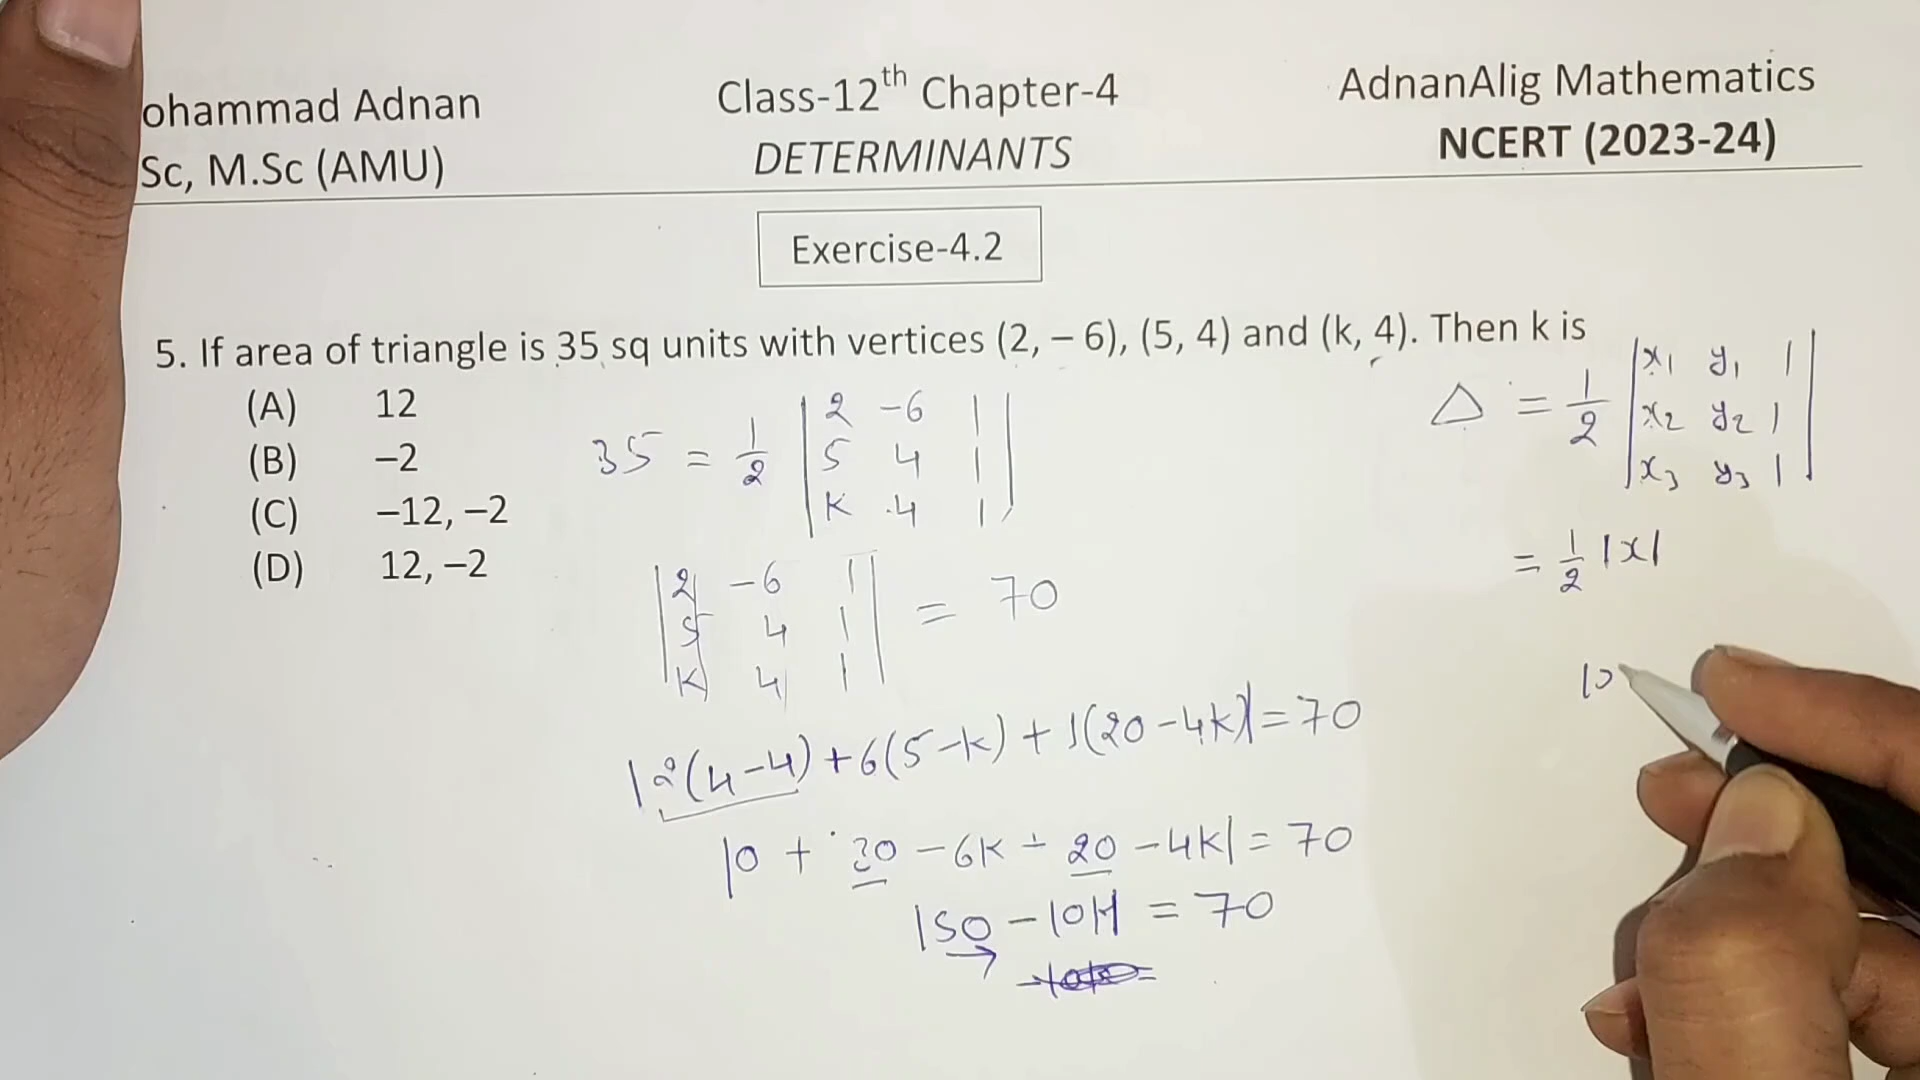 ohammad Adnan
Sc, M.Sc (AMU)
Class-12th Chapter-4
DETERMINANTS
AdnanAlig Mathematics
NCERT (2023-24)
Exercise-4.2
5. If area of triangle is 35 sq units with vertices (2, – 6), (5, 4) and (k, 4). Then k is
(A) 12
(B) –2
(C) –12, –2
(D) 12, –2
35 = 1/2 | 2 -6 1 |
| 5 4 1 |
| K 4 1 |
| 2 -6 1 | = 70
| 5 4 1 |
| K 4 1 |
|2(4-4) + 6(5-k) + 1(20-4k)| = 70
|0 + 30 - 6K + 20 - 4K| = 70
|50 - 10K| = 70
Δ = 1/2 | x1 y1 1 |
| x2 y2 1 |
| x3 y3 1 |
= 1/2 |x|